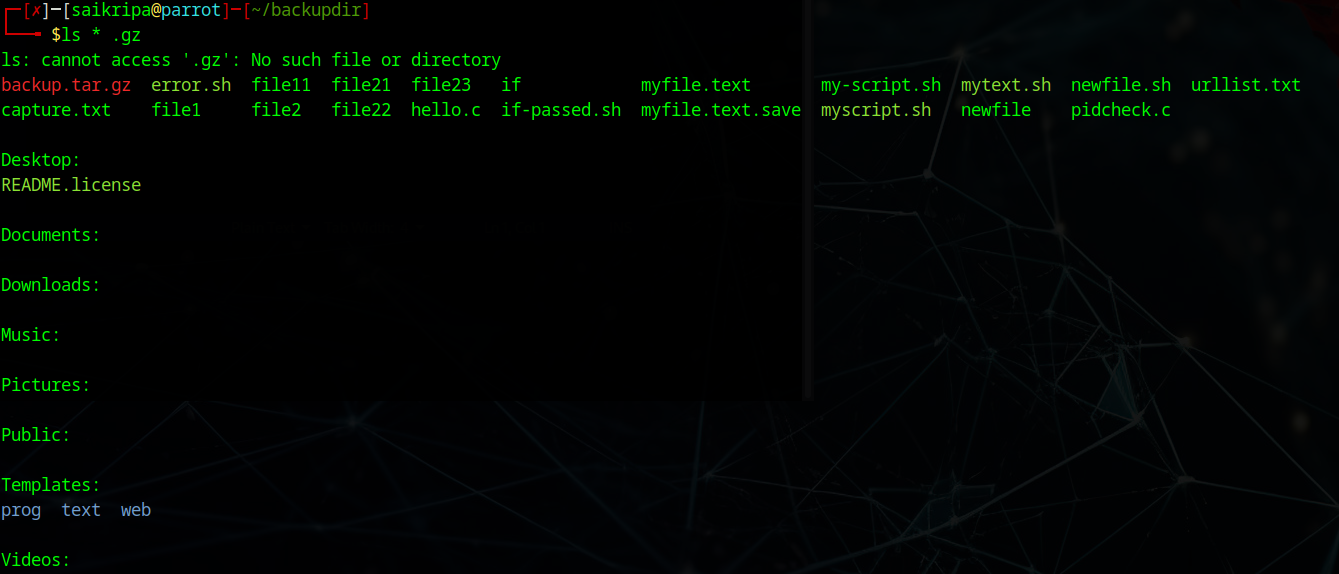 ┌─[✗]─[saikripa@parrot]─[~/backupdir]
└──╼ $ls * .gz
ls: cannot access '.gz': No such file or directory
backup.tar.gz  error.sh  file11  file21  file23   if            myfile.text       my-script.sh  mytext.sh  newfile.sh  urllist.txt
capture.txt    file1     file2   file22  hello.c  if-passed.sh  myfile.text.save  myscript.sh   newfile    pidcheck.c

Desktop:
README.license

Documents:

Downloads:

Music:

Pictures:

Public:

Templates:
prog  text  web

Videos: